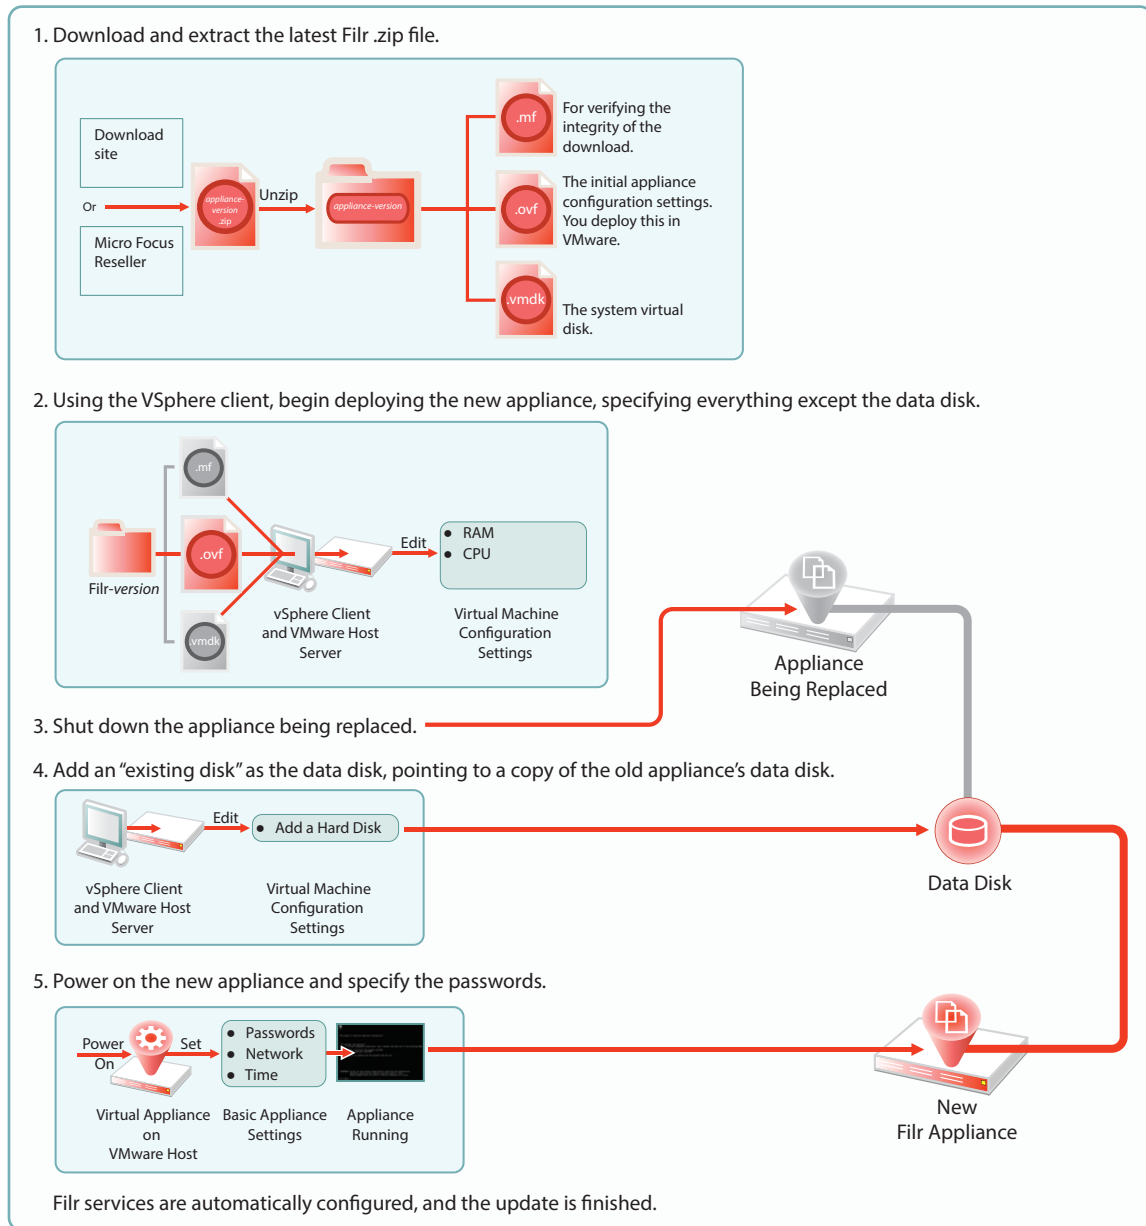 1. Download and extract the latest Filr .zip file.
Download
site
Or
Micro Focus
Reseller
appliance-
version
.zip
Unzip
appliance-version
.mf
For verifying the
integrity of the
download.
.ovf
The initial appliance
configuration settings.
You deploy this in
VMware.
.vmdk
The system virtual
disk.
2. Using the VSphere client, begin deploying the new appliance, specifying everything except the data disk.
.mf
.ovf
.vmdk
Filr-version
vSphere Client
and VMware Host
Server
Edit
• RAM
• CPU
Virtual Machine
Configuration
Settings
Appliance
Being Replaced
3. Shut down the appliance being replaced.
4. Add an “existing disk” as the data disk, pointing to a copy of the old appliance’s data disk.
Edit
• Add a Hard Disk
vSphere Client
and VMware Host
Server
Virtual Machine
Configuration
Settings
Data Disk
5. Power on the new appliance and specify the passwords.
Power
On
Set
• Passwords
• Network
• Time
Virtual Appliance
on
VMware Host
Basic Appliance
Settings
Appliance
Running
New
Filr Appliance
Filr services are automatically configured, and the update is finished.